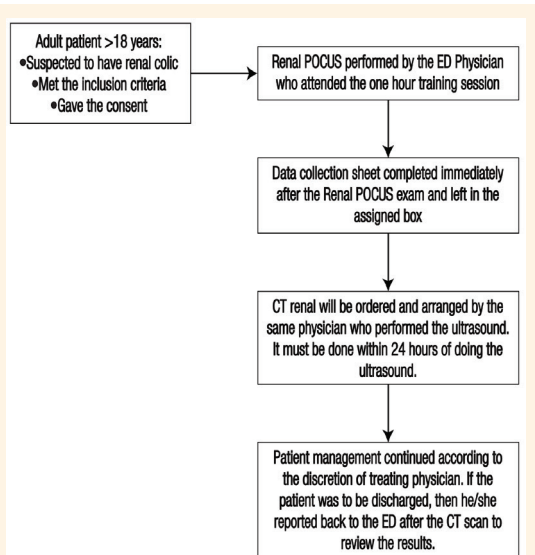 Adult patient >18 years:
•Suspected to have renal colic
•Met the inclusion criteria
•Gave the consent
Renal POCUS performed by the ED Physician
who attended the one hour training session
Data collection sheet completed immediately
after the Renal POCUS exam and left in the
assigned box
CT renal will be ordered and arranged by the
same physician who performed the ultrasound.
It must be done within 24 hours of doing the
ultrasound.
Patient management continued according to
the discretion of treating physician. If the
patient was to be discharged, then he/she
reported back to the ED after the CT scan to
review the results.